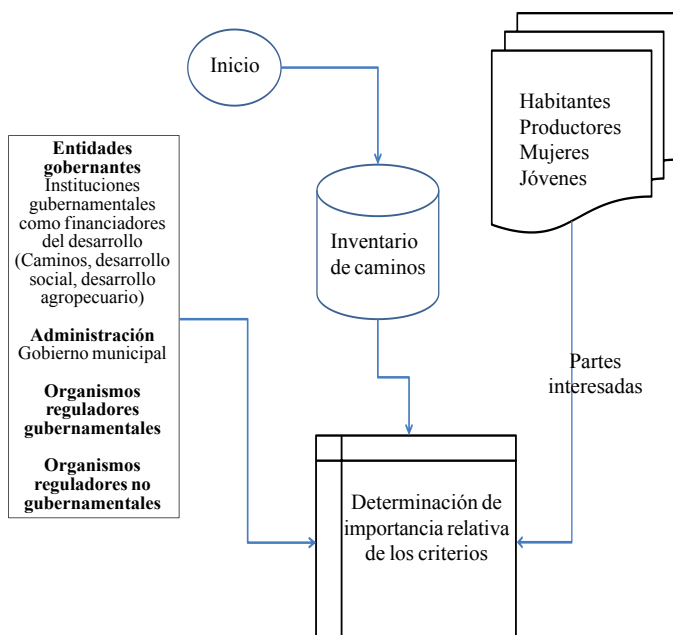 Inicio
Habitantes
Productores
Mujeres
Jóvenes
Entidades
gobernantes
Instituciones
gubernamentales
como financiadores
del desarrollo
(Caminos, desarrollo
social, desarrollo
agropecuario)
Administración
Gobierno municipal
Organismos
reguladores
gubernamentales
Organismos
reguladores no
gubernamentales
Inventario
de caminos
Partes
interesadas
Determinación de
importancia relativa
de los criterios